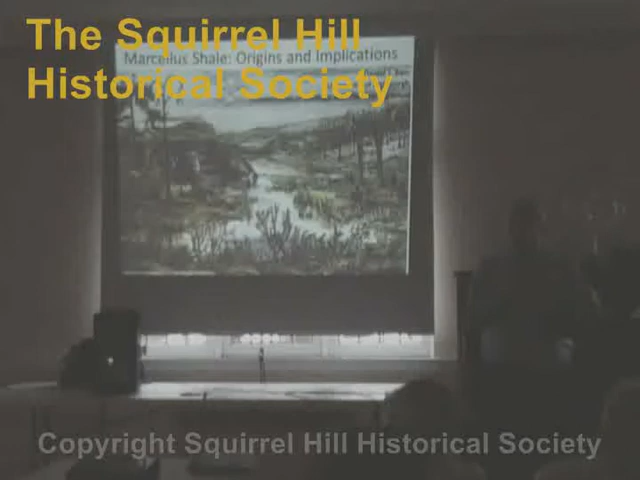 The Squirrel Hill
Historical Society
Marcellus Shale: Origins and Implications
Copyright Squirrel Hill Historical Society